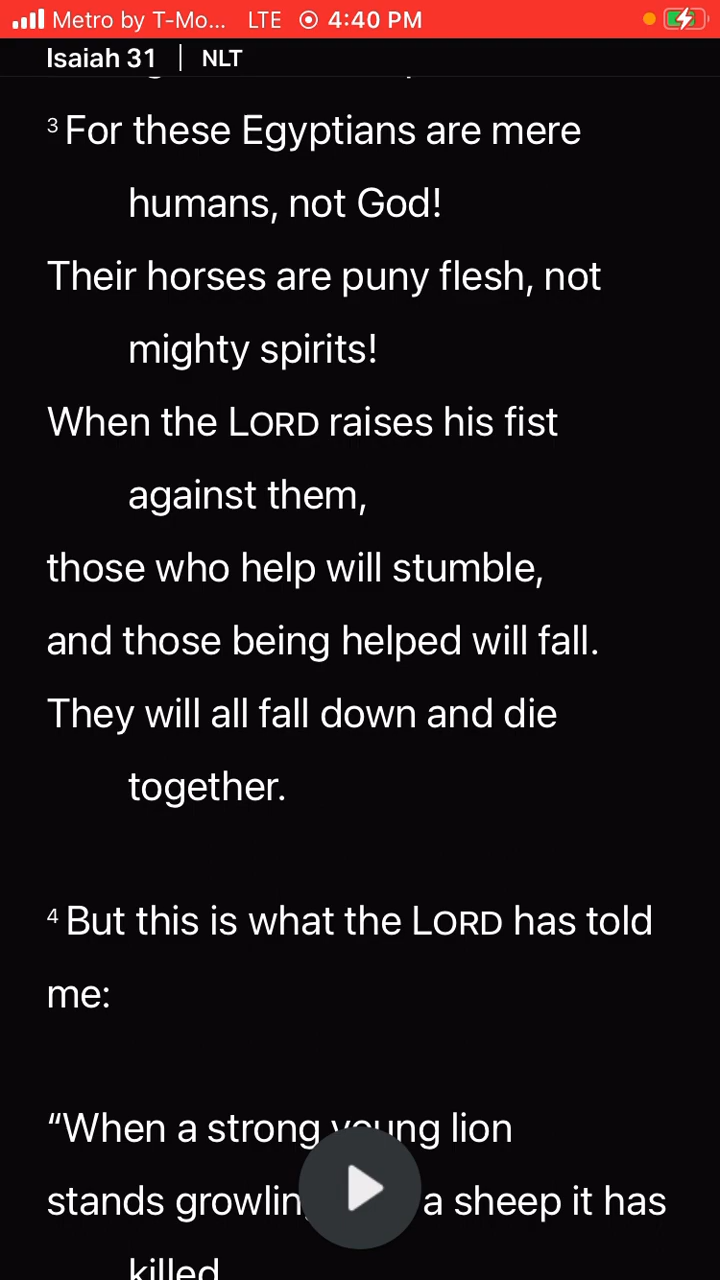 Metro by T-Mo... LTE 4:40 PM
Isaiah 31 | NLT
3 For these Egyptians are mere
humans, not God!
Their horses are puny flesh, not
mighty spirits!
When the LORD raises his fist
against them,
those who help will stumble,
and those being helped will fall.
They will all fall down and die
together.
4 But this is what the LORD has told
me:
“When a strong young lion
stands growling a sheep it has
killed